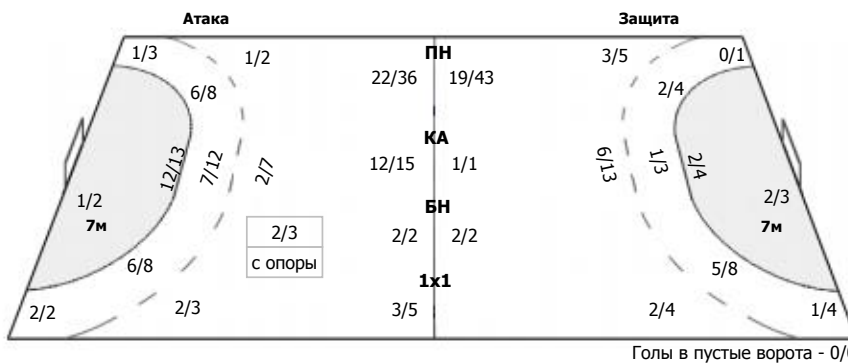 Атака
Защита
1/3
1/2
ПН
3/5
0/1
22/36
19/43
6/8
2/4
КА
12/13
7/12
2/7
12/15
1/1
6/13
1/3
2/4
1/2
7м
2/3
7м
БН
2/3
2/2
2/2
с опоры
6/8
5/8
1х1
2/2
2/3
3/5
2/4
1/4
Голы в пустые ворота - 0/